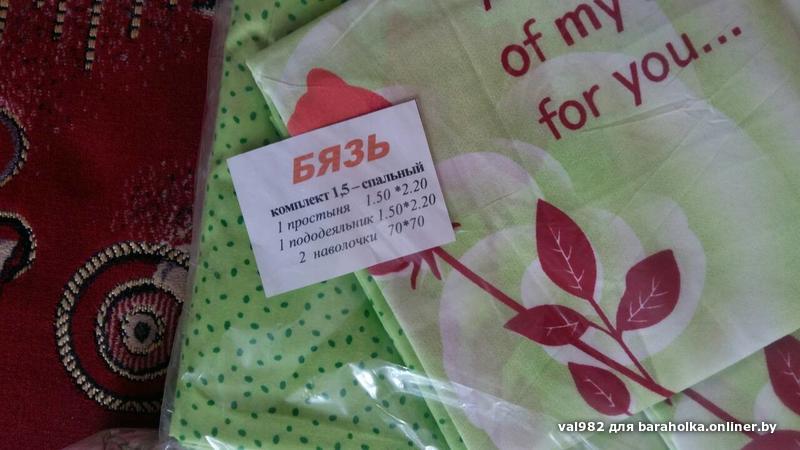 of my
for you...
БЯЗЬ
комплект 1,5–спальный
1 простыня 1.50 *2.20
1 пододеяльник 1.50*2.20
2 наволочки 70*70
val982 для baraholka.onliner.by